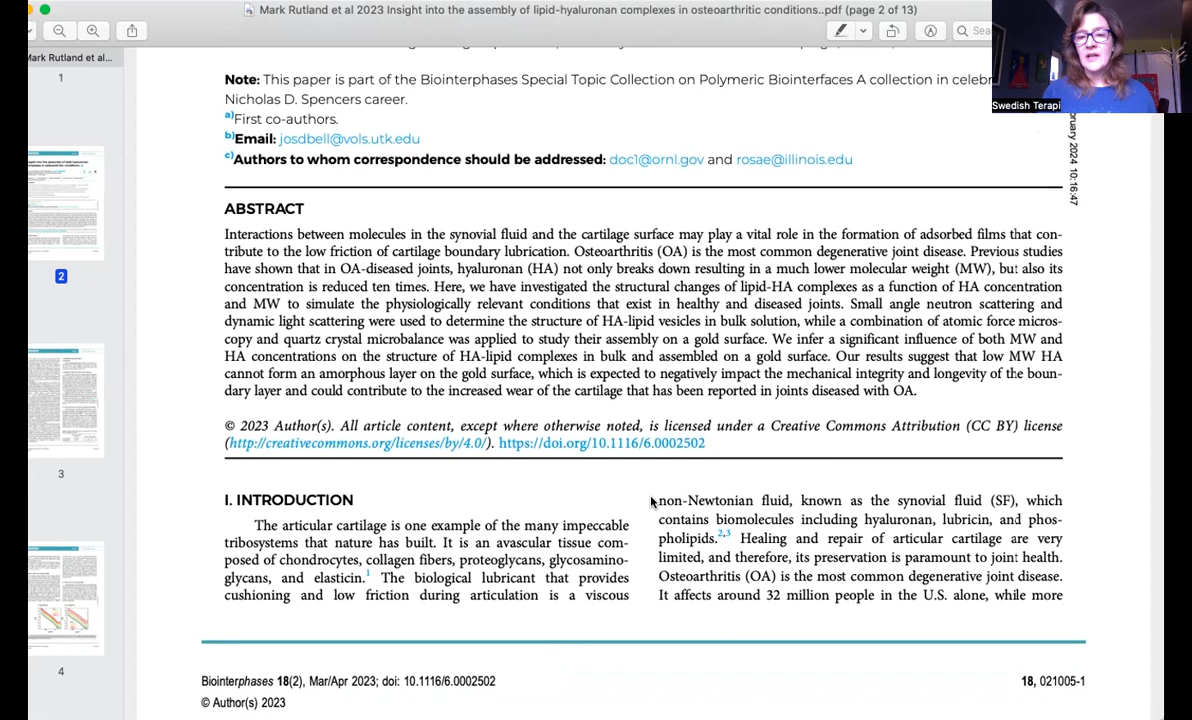 Mark Rutland et al 2023 Insight into the assembly of lipid-hyaluronan complexes in osteoarthritic conditions..pdf (page 2 of 13)
Mark Rutland et al...
1
2
3
4
Swedish Terapi
Note: This paper is part of the Biointerphases Special Topic Collection on Polymeric Biointerfaces A collection in celebr
Nicholas D. Spencers career.
a)First co-authors.
b)Email: josdbell@vols.utk.edu
c)Authors to whom correspondence should be addressed: doc1@ornl.gov and rosae@illinois.edu
ruary 2024 10:16:47
ABSTRACT
Interactions between molecules in the synovial fluid and the cartilage surface may play a vital role in the formation of adsorbed films that con-
tribute to the low friction of cartilage boundary lubrication. Osteoarthritis (OA) is the most common degenerative joint disease. Previous studies
have shown that in OA-diseased joints, hyaluronan (HA) not only breaks down resulting in a much lower molecular weight (MW), but also its
concentration is reduced ten times. Here, we have investigated the structural changes of lipid-HA complexes as a function of HA concentration
and MW to simulate the physiologically relevant conditions that exist in healthy and diseased joints. Small angle neutron scattering and
dynamic light scattering were used to determine the structure of HA-lipid vesicles in bulk solution, while a combination of atomic force micros-
copy and quartz crystal microbalance was applied to study their assembly on a gold surface. We infer a significant influence of both MW and
HA concentrations on the structure of HA-lipid complexes in bulk and assembled on a gold surface. Our results suggest that low MW HA
cannot form an amorphous layer on the gold surface, which is expected to negatively impact the mechanical integrity and longevity of the boun-
dary layer and could contribute to the increased wear of the cartilage that has been reported in joints diseased with OA.
© 2023 Author(s). All article content, except where otherwise noted, is licensed under a Creative Commons Attribution (CC BY) license
(http://creativecommons.org/licenses/by/4.0/). https://doi.org/10.1116/6.0002502
I. INTRODUCTION
The articular cartilage is one example of the many impeccable
tribosystems that nature has built. It is an avascular tissue com-
posed of chondrocytes, collagen fibers, proteoglycans, glycosamino-
glycans, and elasticin.1 The biological lubricant that provides
cushioning and low friction during articulation is a viscous
non-Newtonian fluid, known as the synovial fluid (SF), which
contains biomolecules including hyaluronan, lubricin, and phos-
pholipids.2,3 Healing and repair of articular cartilage are very
limited, and therefore, its preservation is paramount to joint health.
Osteoarthritis (OA) is the most common degenerative joint disease.
It affects around 32 million people in the U.S. alone, while more
Biointerphases 18(2), Mar/Apr 2023; doi: 10.1116/6.0002502
18, 021005-1
© Author(s) 2023